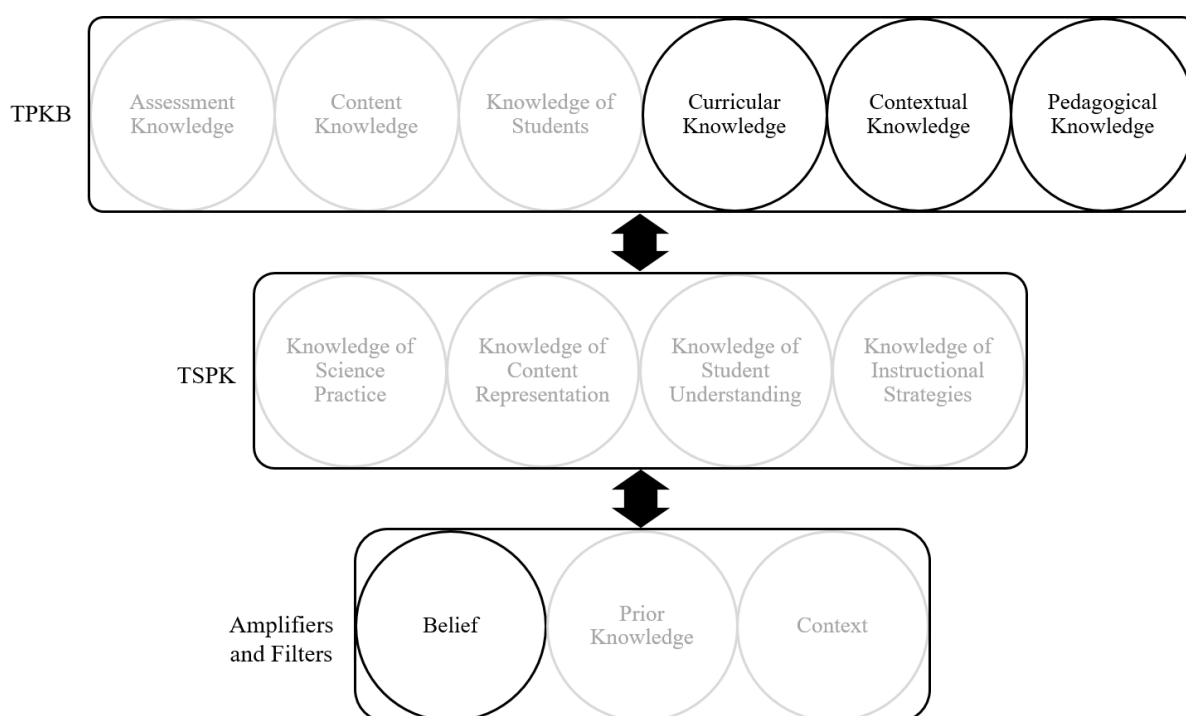 TPKB
Assessment
Knowledge
Content
Knowledge
Knowledge of
Students
Curricular
Knowledge
Contextual
Knowledge
Pedagogical
Knowledge
TSPK
Knowledge of
Science
Practice
Knowledge of
Content
Representation
Knowledge of
Student
Understanding
Knowledge of
Instructional
Strategies
Amplifiers
and Filters
Belief
Prior
Knowledge
Context